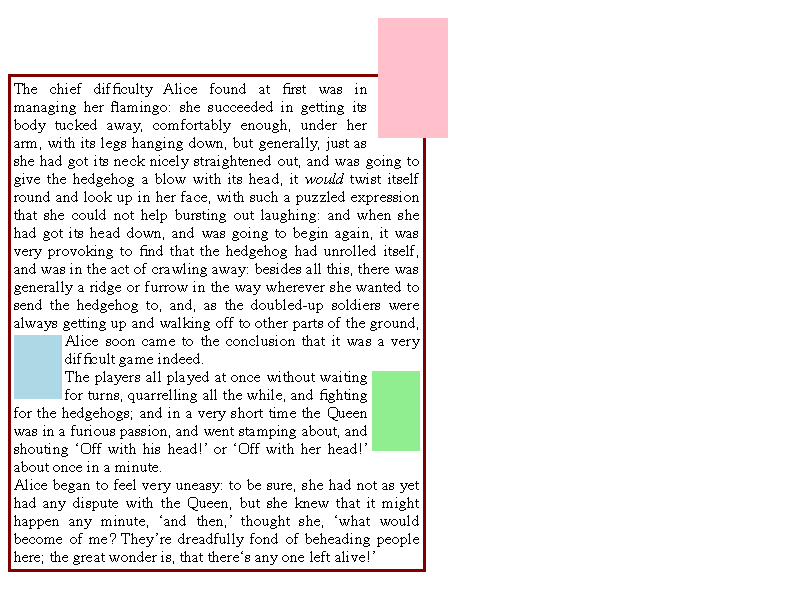 The chief difficulty Alice found at first was in
managing her flamingo: she succeeded in getting its
body tucked away, comfortably enough, under her
arm, with its legs hanging down, but generally, just as
she had got its neck nicely straightened out, and was going to
give the hedgehog a blow with its head, it would twist itself
round and look up in her face, with such a puzzled expression
that she could not help bursting out laughing: and when she
had got its head down, and was going to begin again, it was
very provoking to find that the hedgehog had unrolled itself,
and was in the act of crawling away: besides all this, there was
generally a ridge or furrow in the way wherever she wanted to
send the hedgehog to, and, as the doubled-up soldiers were
always getting up and walking off to other parts of the ground,
Alice soon came to the conclusion that it was a very
difficult game indeed.
The players all played at once without waiting
for turns, quarrelling all the while, and fighting
for the hedgehogs; and in a very short time the Queen
was in a furious passion, and went stamping about, and
shouting ‘Off with his head!’ or ‘Off with her head!’
about once in a minute.
Alice began to feel very uneasy: to be sure, she had not as yet
had any dispute with the Queen, but she knew that it might
happen any minute, ‘and then,’ thought she, ‘what would
become of me? They’re dreadfully fond of beheading people
here; the great wonder is, that there‘s any one left alive!’